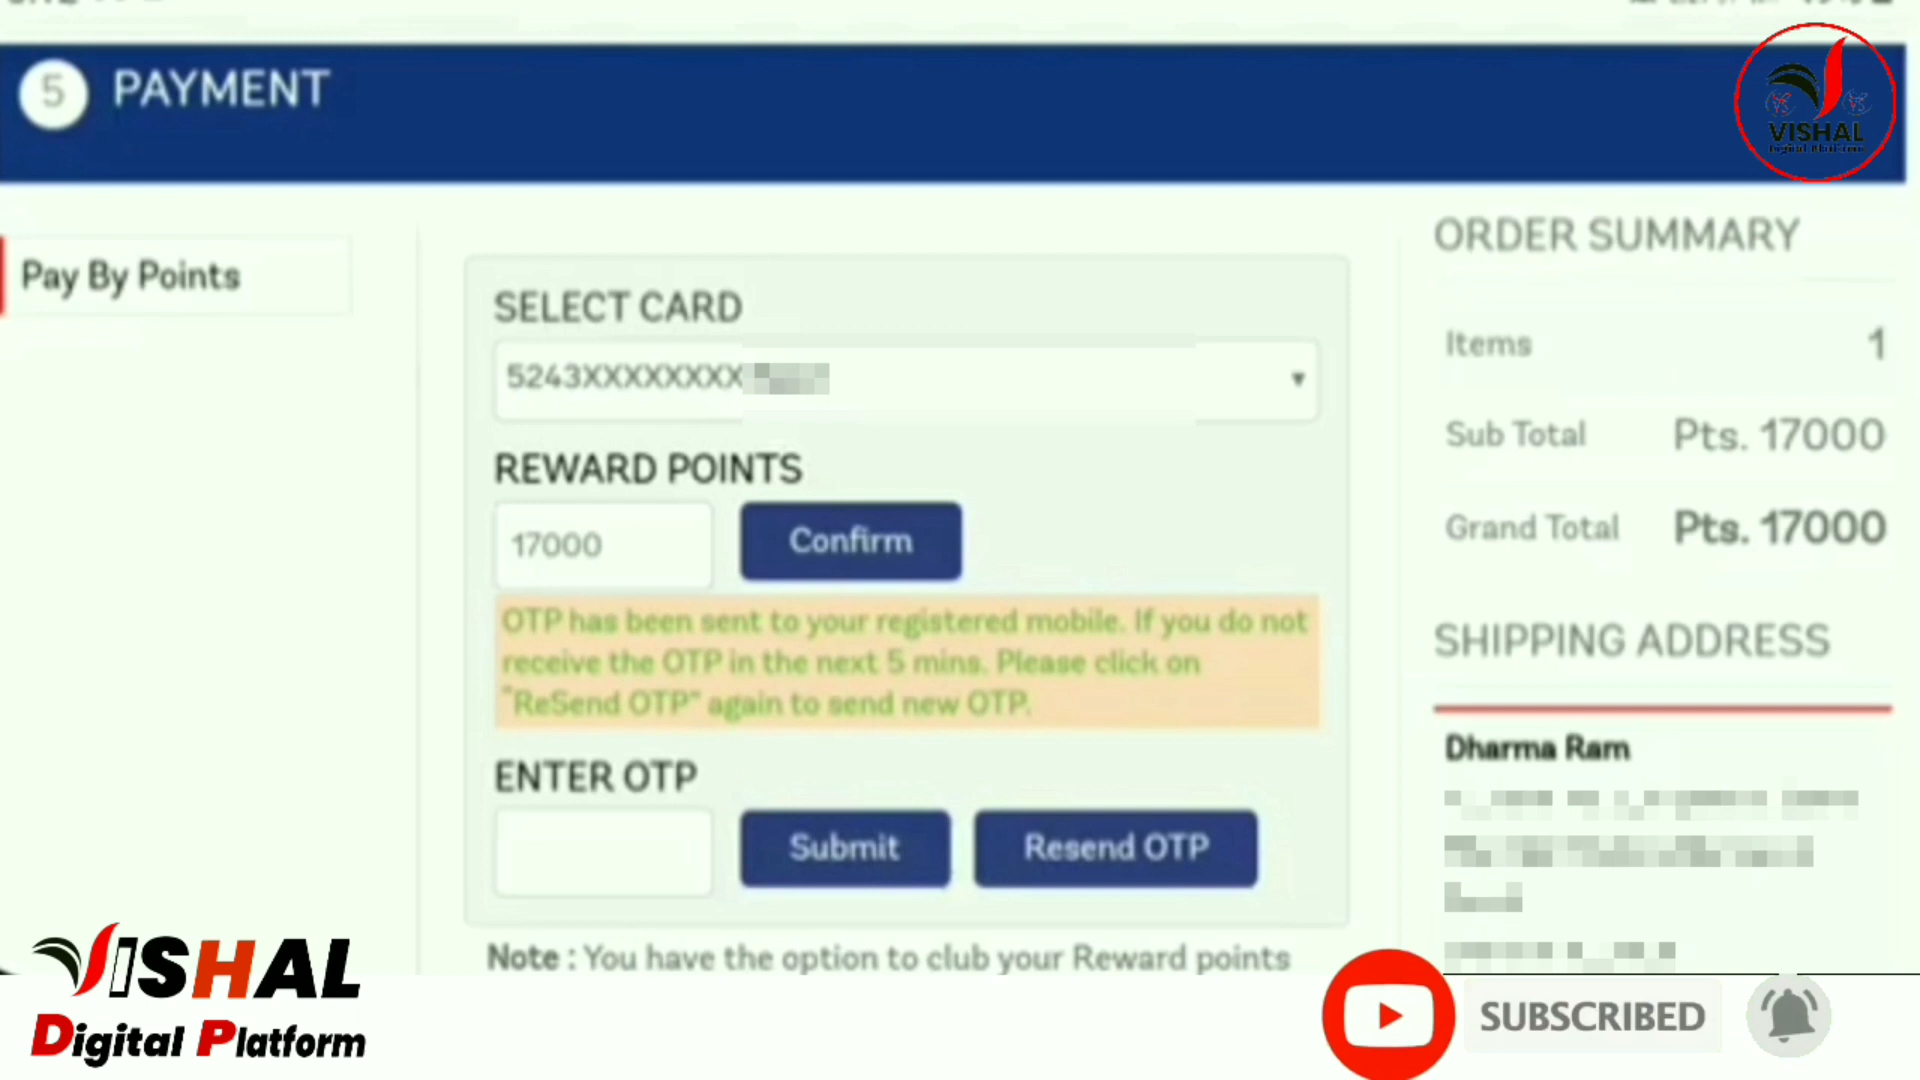 5 PAYMENT
VISHAL
Digital Platform
Pay By Points
SELECT CARD
5243XXXXXXXX
REWARD POINTS
17000
Confirm
OTP has been sent to your registered mobile. If you do not
receive the OTP in the next 5 mins. Please click on
"ReSend OTP" again to send new OTP.
ENTER OTP
Submit
Resend OTP
Note : You have the option to club your Reward points
ORDER SUMMARY
Items 1
Sub Total Pts. 17000
Grand Total Pts. 17000
SHIPPING ADDRESS
Dharma Ram
VISHAL
Digital Platform
SUBSCRIBED